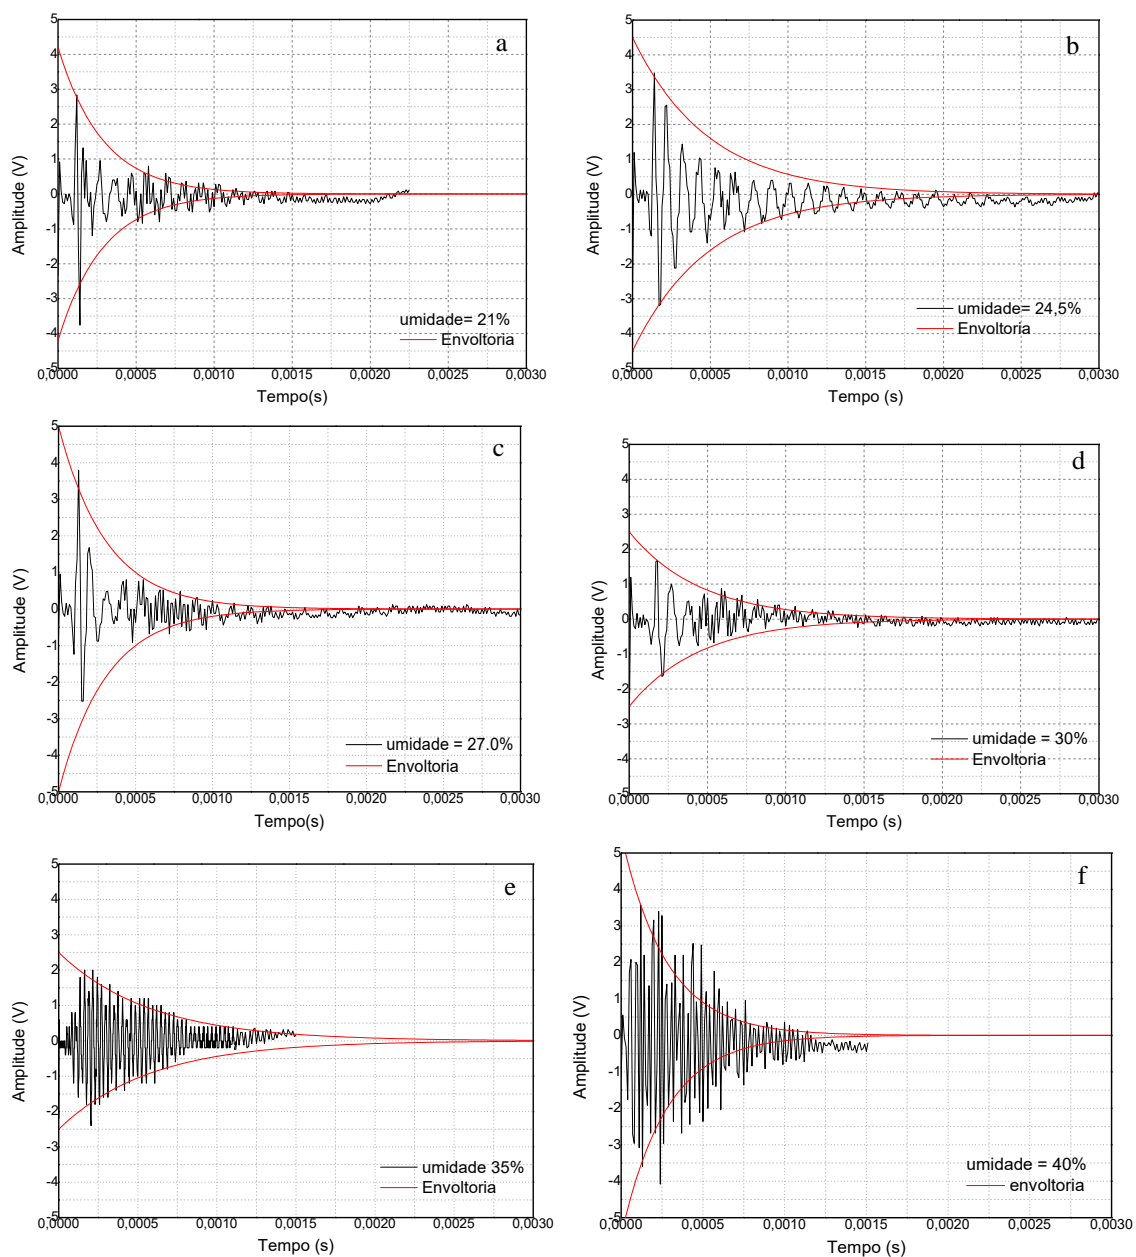 a
5
4
3
2
1
0
-1
-2
-3
-4
-5
0,0000 0,0005 0,0010 0,0015 0,0020 0,0025 0,0030
Amplitude (V)
Tempo(s)
umidade= 21%
Envoltoria
b
5
4
3
2
1
0
-1
-2
-3
-4
-5
0,0000 0,0005 0,0010 0,0015 0,0020 0,0025 0,0030
Amplitude (V)
Tempo (s)
umidade= 24,5%
Envoltoria
c
5
4
3
2
1
0
-1
-2
-3
-4
-5
0,0000 0,0005 0,0010 0,0015 0,0020 0,0025 0,0030
Amplitude (V)
Tempo(s)
umidade = 27.0%
Envoltoria
d
5
4
3
2
1
0
-1
-2
-3
-4
-5
0,0000 0,0005 0,0010 0,0015 0,0020 0,0025 0,0030
Amplitude (V)
Tempo (s)
umidade = 30%
Envoltoria
e
5
4
3
2
1
0
-1
-2
-3
-4
-5
0,0000 0,0005 0,0010 0,0015 0,0020 0,0025 0,0030
Amplitude (V)
Tempo (s)
umidade 35%
Envoltoria
f
5
4
3
2
1
0
-1
-2
-3
-4
-5
0,0000 0,0005 0,0010 0,0015 0,0020 0,0025 0,0030
Amplitude (V)
Tempo (s)
umidade = 40%
envoltoria